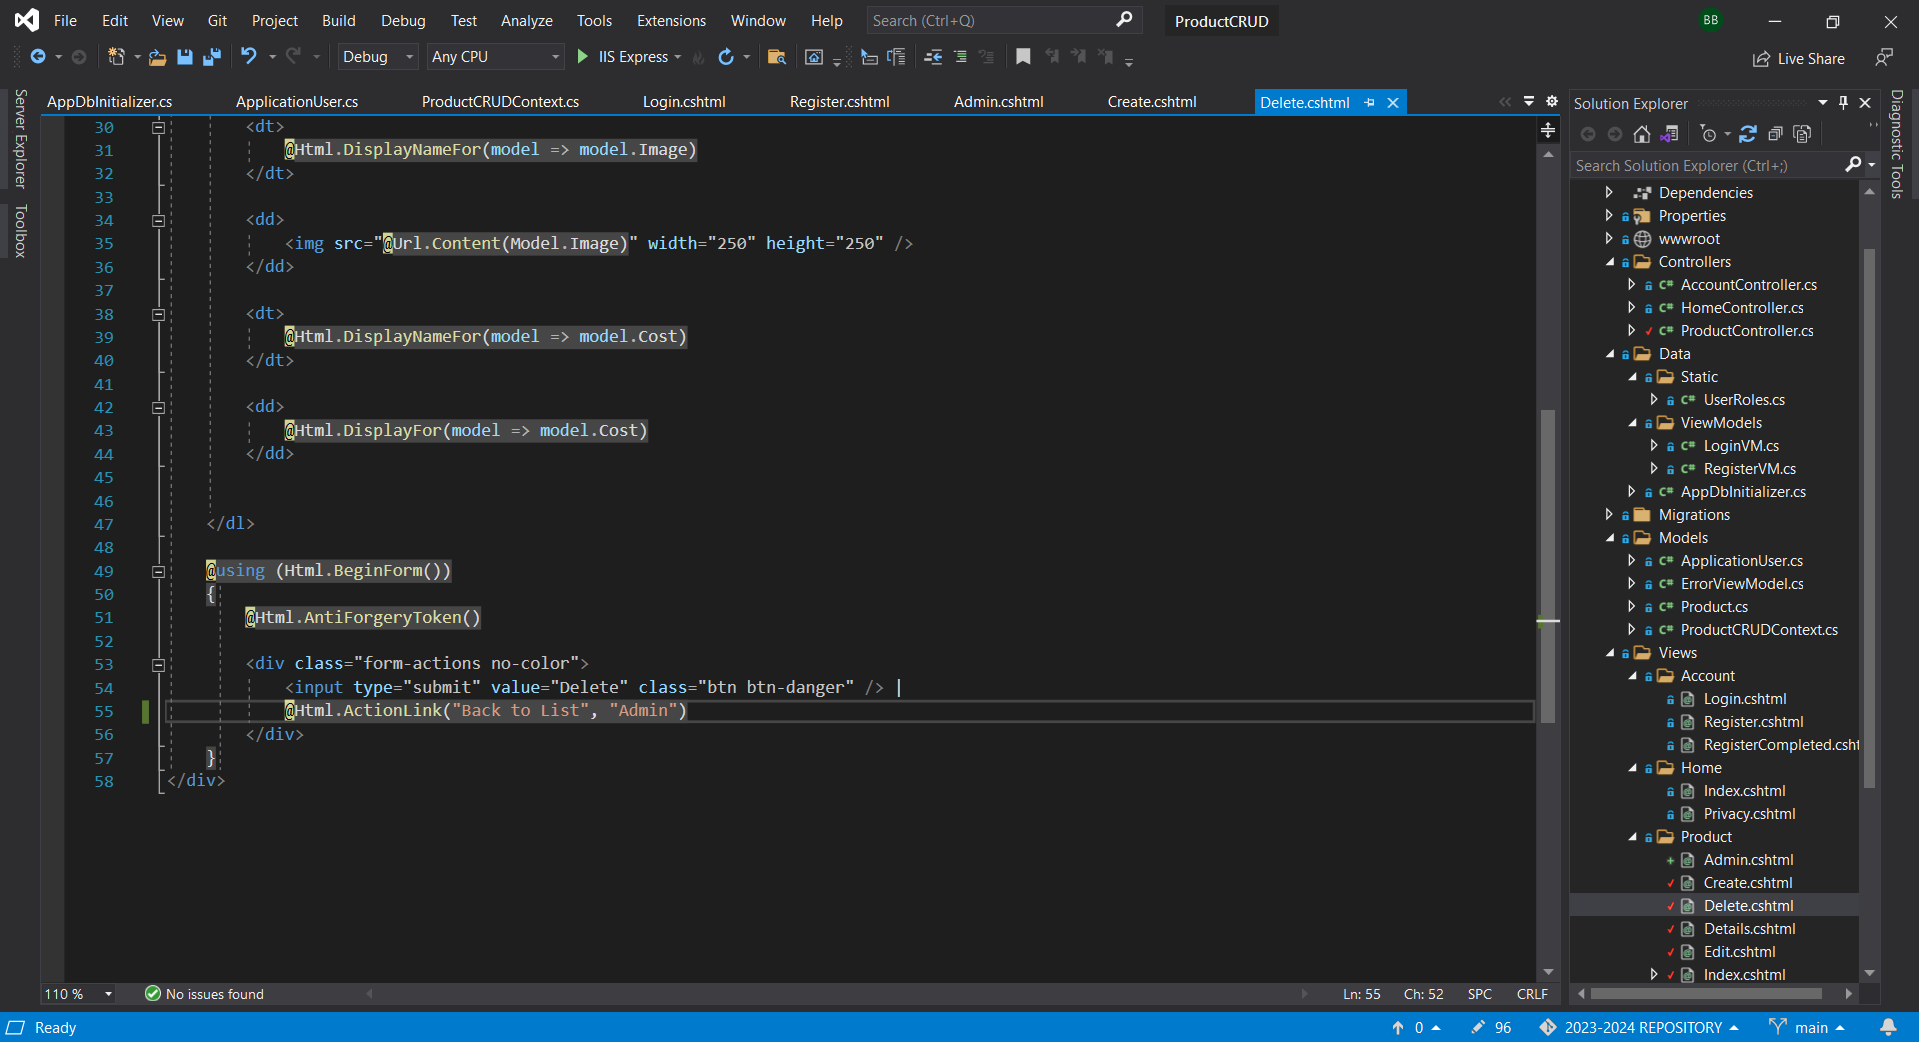 File Edit View Git Project Build Debug Test Analyze Tools Extensions Window Help Search (Ctrl+Q) ProductCRUD BB
Debug Any CPU IIS Express Live Share
AppDbInitializer.cs ApplicationUser.cs ProductCRUDContext.cs Login.cshtml Register.cshtml Admin.cshtml Create.cshtml Delete.cshtml
Server Explorer
Toolbox
30 <dt>
31 @Html.DisplayNameFor(model => model.Image)
32 </dt>
33
34 <dd>
35 <img src="@Url.Content(Model.Image)" width="250" height="250" />
36 </dd>
37
38 <dt>
39 @Html.DisplayNameFor(model => model.Cost)
40 </dt>
41
42 <dd>
43 @Html.DisplayFor(model => model.Cost)
44 </dd>
45
46
47 </dl>
48
49 @using (Html.BeginForm())
50 {
51 @Html.AntiForgeryToken()
52
53 <div class="form-actions no-color">
54 <input type="submit" value="Delete" class="btn btn-danger" /> |
55 @Html.ActionLink("Back to List", "Admin")
56 </div>
57 }
58 </div>
110 % No issues found Ln: 55 Ch: 52 SPC CRLF
Solution Explorer
Search Solution Explorer (Ctrl+;)
Dependencies
Properties
wwwroot
Controllers
C# AccountController.cs
C# HomeController.cs
C# ProductController.cs
Data
Static
C# UserRoles.cs
ViewModels
C# LoginVM.cs
C# RegisterVM.cs
C# AppDbInitializer.cs
Migrations
Models
C# ApplicationUser.cs
C# ErrorViewModel.cs
C# Product.cs
C# ProductCRUDContext.cs
Views
Account
Login.cshtml
Register.cshtml
RegisterCompleted.csht
Home
Index.cshtml
Privacy.cshtml
Product
Admin.cshtml
Create.cshtml
Delete.cshtml
Details.cshtml
Edit.cshtml
Index.cshtml
Diagnostic Tools
Ready 0 96 2023-2024 REPOSITORY main